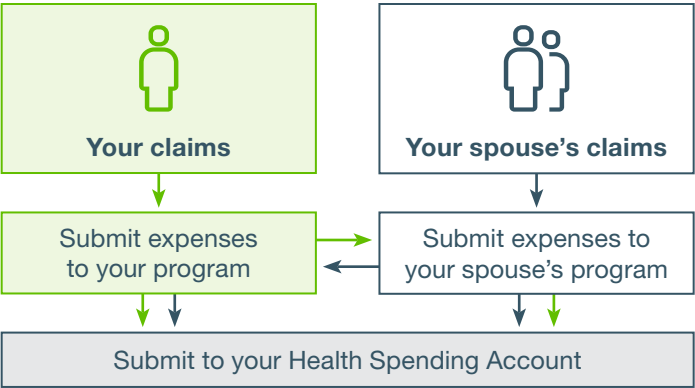 Your claims
Your spouse’s claims
Submit expenses
to your program
Submit expenses to
your spouse’s program
Submit to your Health Spending Account